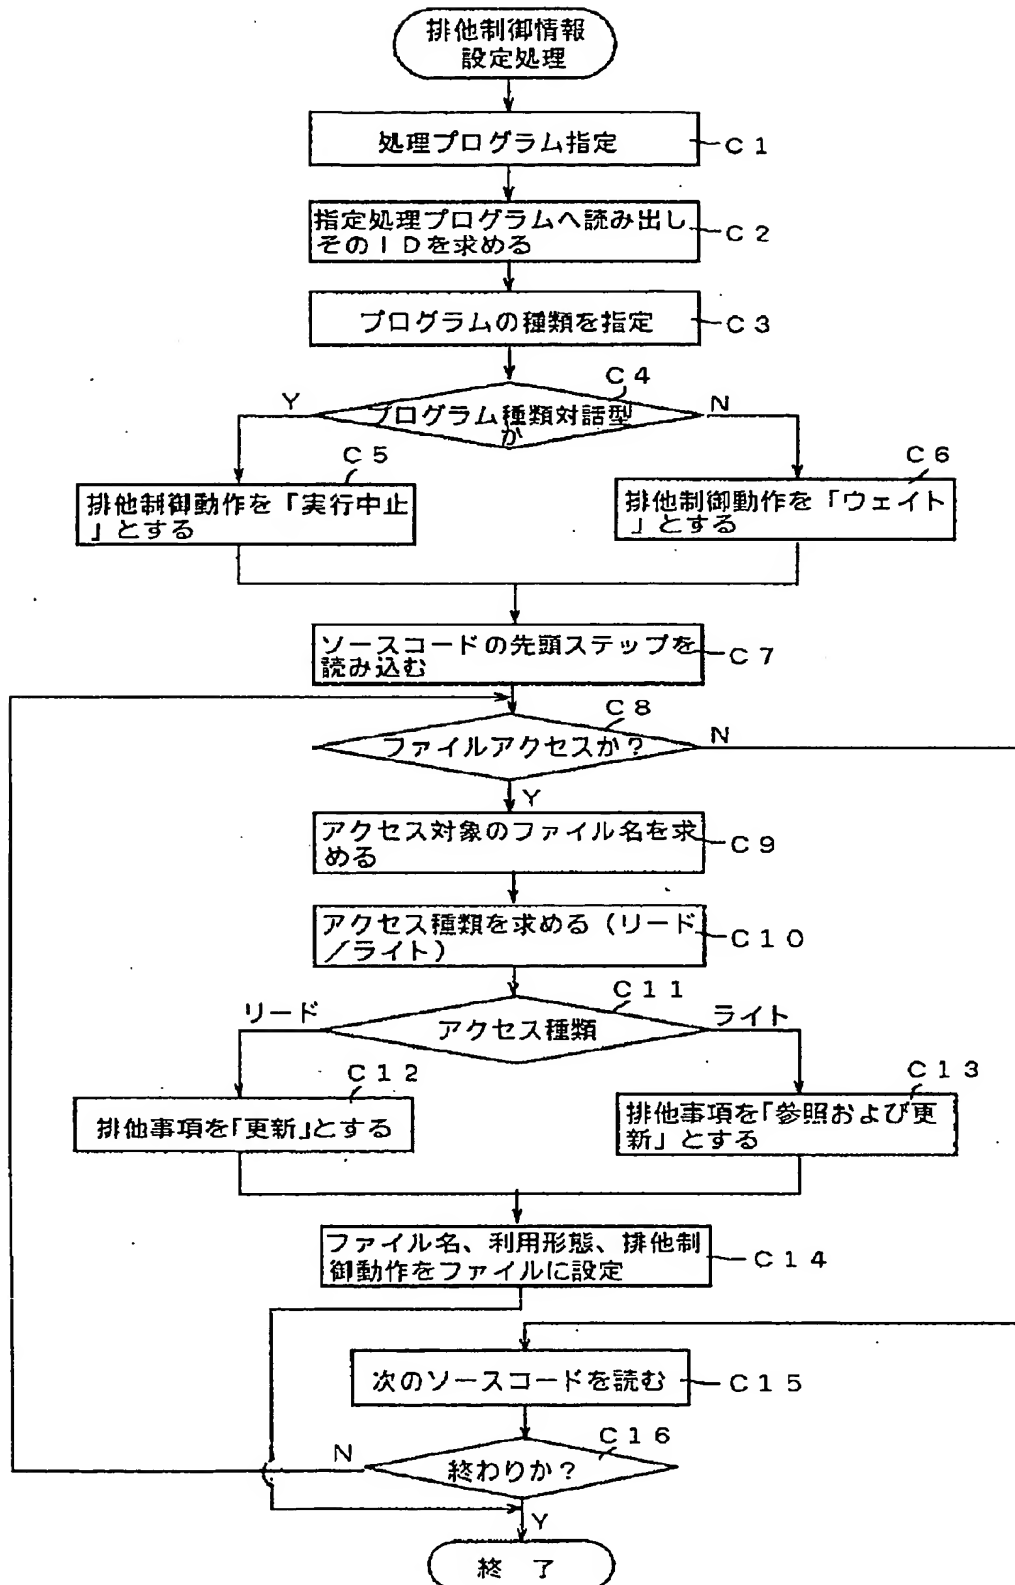 排他制御情報
設定処理
処理プログラム指定
C1
指定処理プログラムへ読み出し
そのIDを求める
C2
プログラムの種類を指定
C3
C4
Y
プログラム種類対話型
か
N
C5
排他制御動作を「実行中止
」とする
C6
排他制御動作を「ウェイト
」とする
ソースコードの先頭ステップを
読み込む
C7
C8
ファイルアクセスか?
N
Y
アクセス対象のファイル名を求
める
C9
アクセス種類を求める(リード
/ライト)
C10
C11
リード
アクセス種類
ライト
C12
排他事項を「更新」とする
C13
排他事項を「参照および更
新」とする
ファイル名、利用形態、排他制
御動作をファイルに設定
C14
次のソースコードを読む
C15
C16
N
終わりか?
Y
終 了